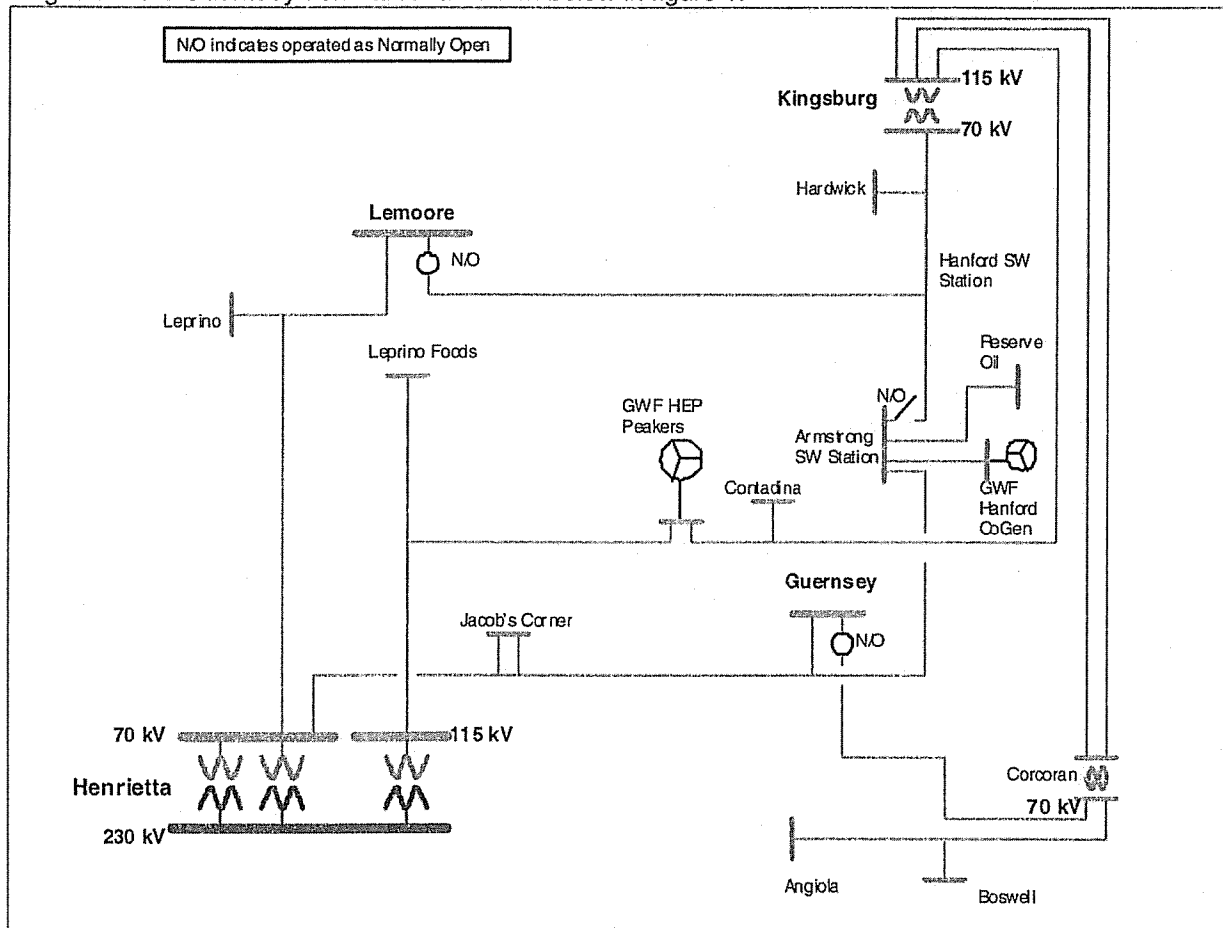 N/O indicates operated as Normally Open
115 kV
Kingsburg
70 kV
Hardwick
Lemoore
N/O
Hanford SW
Station
Leprino
Leprino Foods
Reserve
Oil
N/O
GWF HEP
Peakers
Armstrong
SW Station
Contadina
GWF
Hanford
CoGen
Guernsey
Jacob's Corner
N/O
70 kV
115 kV
Henrietta
Corcoran
70 kV
230 kV
Angiola
Boswell